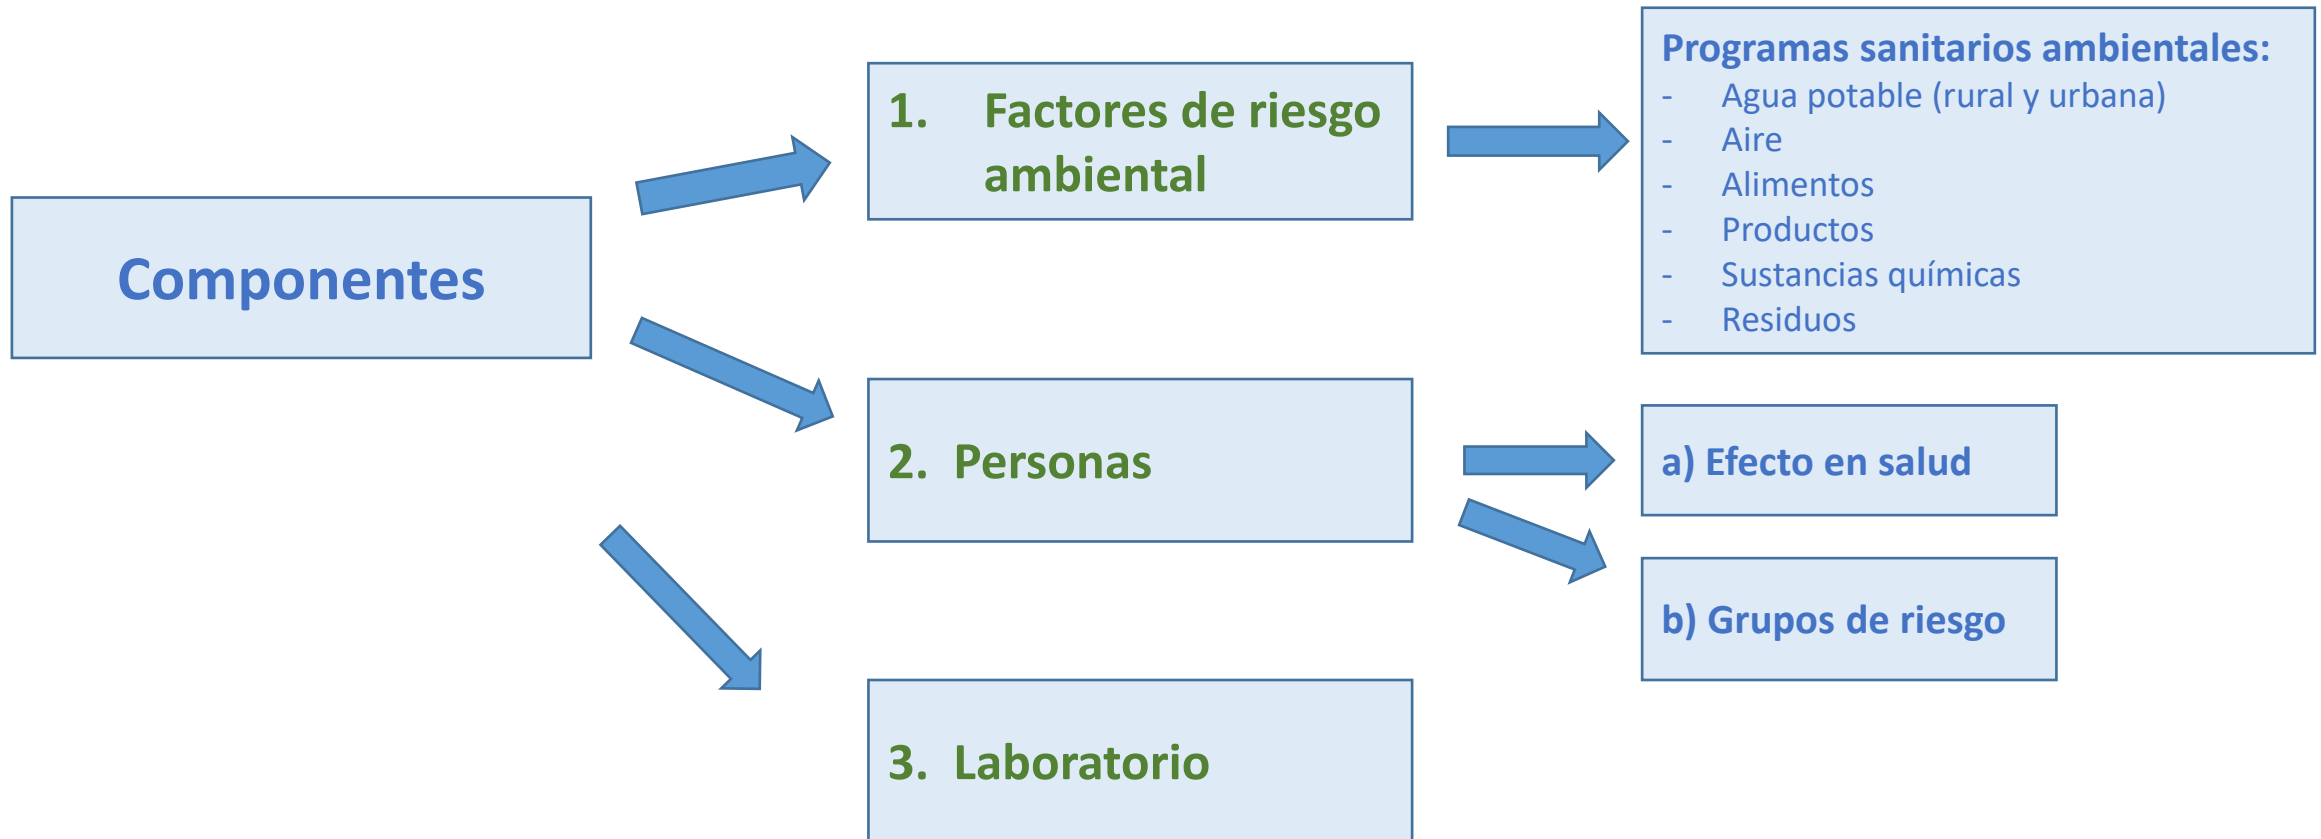 Componentes
1. Factores de riesgo
ambiental
Programas sanitarios ambientales:
- Agua potable (rural y urbana)
- Aire
- Alimentos
- Productos
- Sustancias químicas
- Residuos
2. Personas
a) Efecto en salud
b) Grupos de riesgo
3. Laboratorio